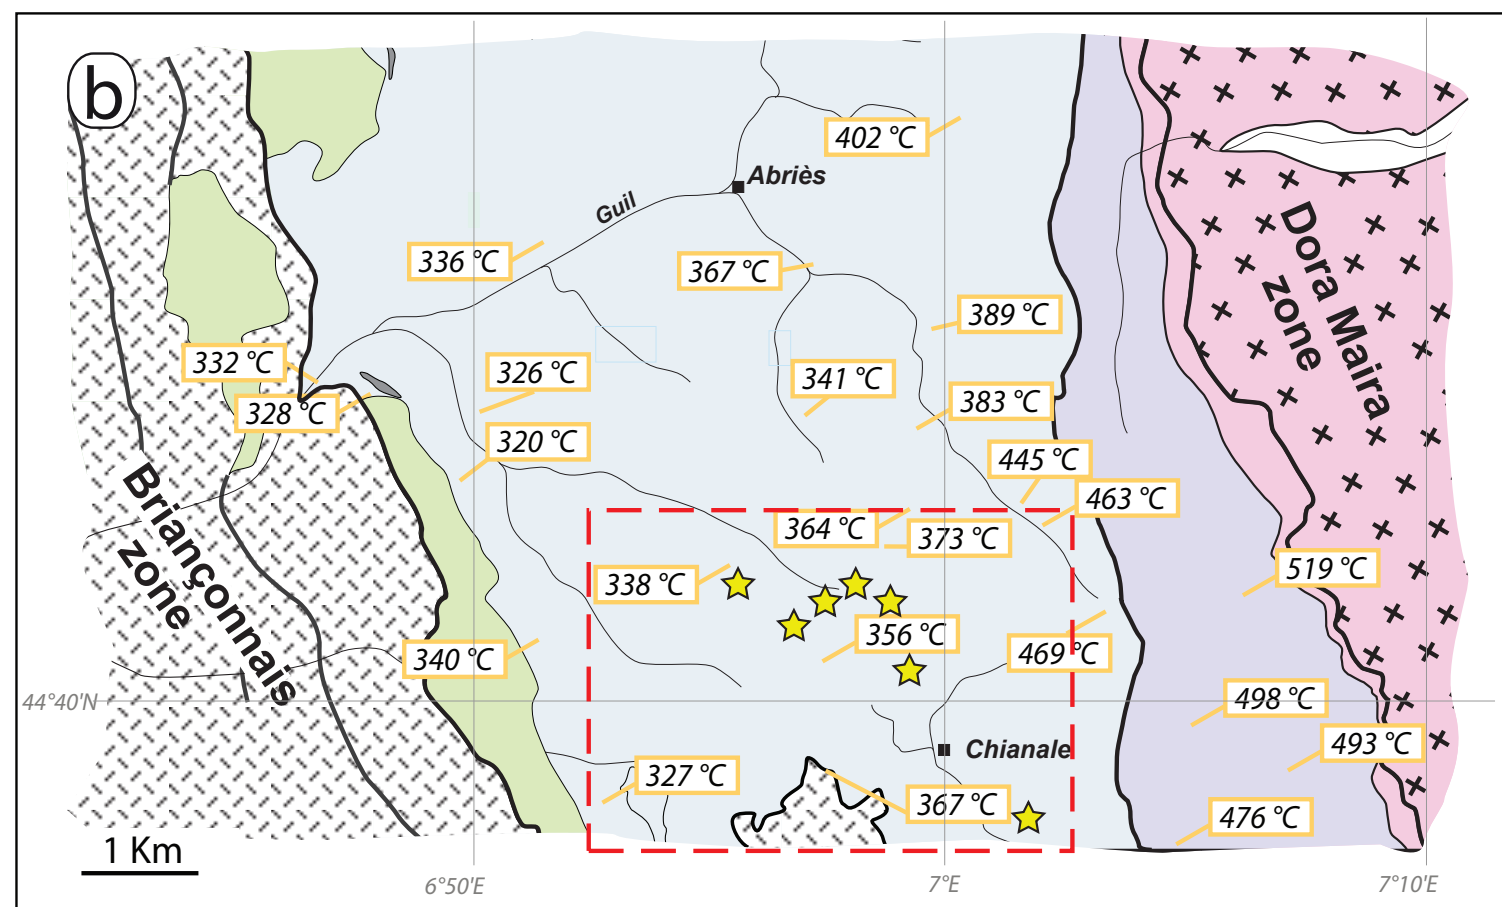 b
402 °C
Abriès
Guil
336 °C
367 °C
389 °C
Dora Maira
zone
332 °C
328 °C
326 °C
341 °C
383 °C
320 °C
445 °C
463 °C
364 °C
373 °C
Briançonnais
zone
338 °C
519 °C
356 °C
340 °C
469 °C
44°40'N
498 °C
493 °C
Chianale
327 °C
367 °C
476 °C
1 Km
6°50'E
7°E
7°10'E